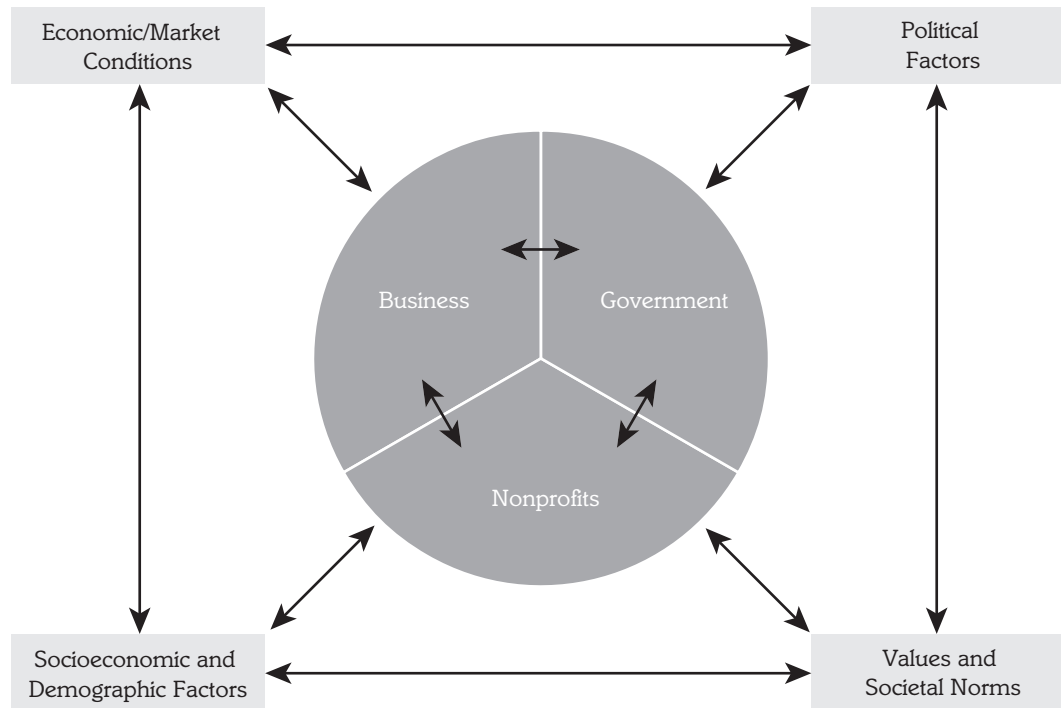 Economic/Market
Conditions
Political
Factors
Business
Government
Nonprofits
Socioeconomic and
Demographic Factors
Values and
Societal Norms